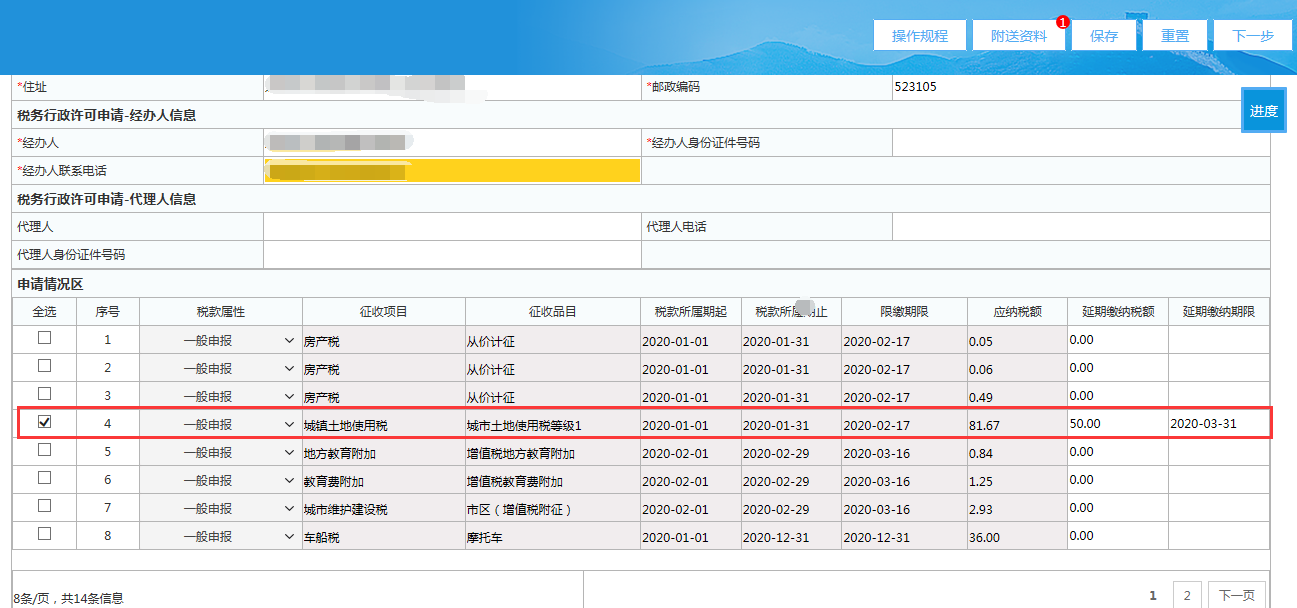 操作规程 附送资料 1 保存 重置 下一步
*住址 *邮政编码 523105
进度
税务行政许可申请-经办人信息
*经办人 *经办人身份证件号码
*经办人联系电话
税务行政许可申请-代理人信息
代理人 代理人电话
代理人身份证件号码
申请情况区
全选 序号 税款属性 征收项目 征收品目 税款所属期起 税款所属期止 限缴期限 应纳税额 延期缴纳税额 延期缴纳期限
1 一般申报 房产税 从价计征 2020-01-01 2020-01-31 2020-02-17 0.05 0.00
2 一般申报 房产税 从价计征 2020-01-01 2020-01-31 2020-02-17 0.06 0.00
3 一般申报 房产税 从价计征 2020-01-01 2020-01-31 2020-02-17 0.49 0.00
4 一般申报 城镇土地使用税 城市土地使用税等级1 2020-01-01 2020-01-31 2020-02-17 81.67 50.00 2020-03-31
5 一般申报 地方教育附加 增值税地方教育附加 2020-02-01 2020-02-29 2020-03-16 0.84 0.00
6 一般申报 教育费附加 增值税教育费附加 2020-02-01 2020-02-29 2020-03-16 1.25 0.00
7 一般申报 城市维护建设税 市区（增值税附征） 2020-02-01 2020-02-29 2020-03-16 2.93 0.00
8 一般申报 车船税 摩托车 2020-01-01 2020-12-31 2020-12-31 36.00 0.00
8条/页，共14条信息 1 2 下一页